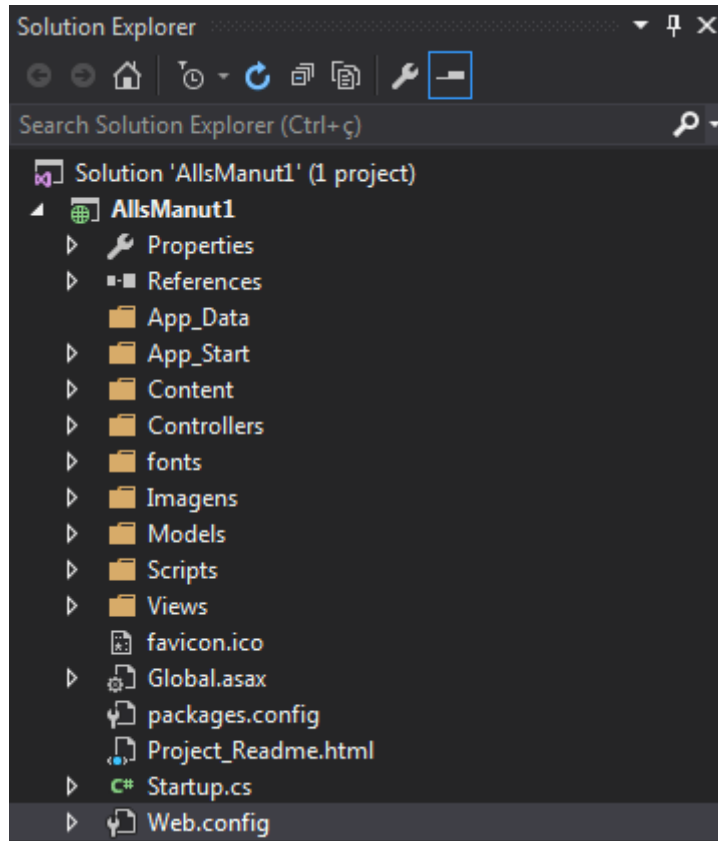 Solution Explorer
Search Solution Explorer (Ctrl+ç)
Solution 'AllsManut1' (1 project)
AllsManut1
Properties
References
App_Data
App_Start
Content
Controllers
fonts
Imagens
Models
Scripts
Views
favicon.ico
Global.asax
packages.config
Project_Readme.html
C# Startup.cs
Web.config